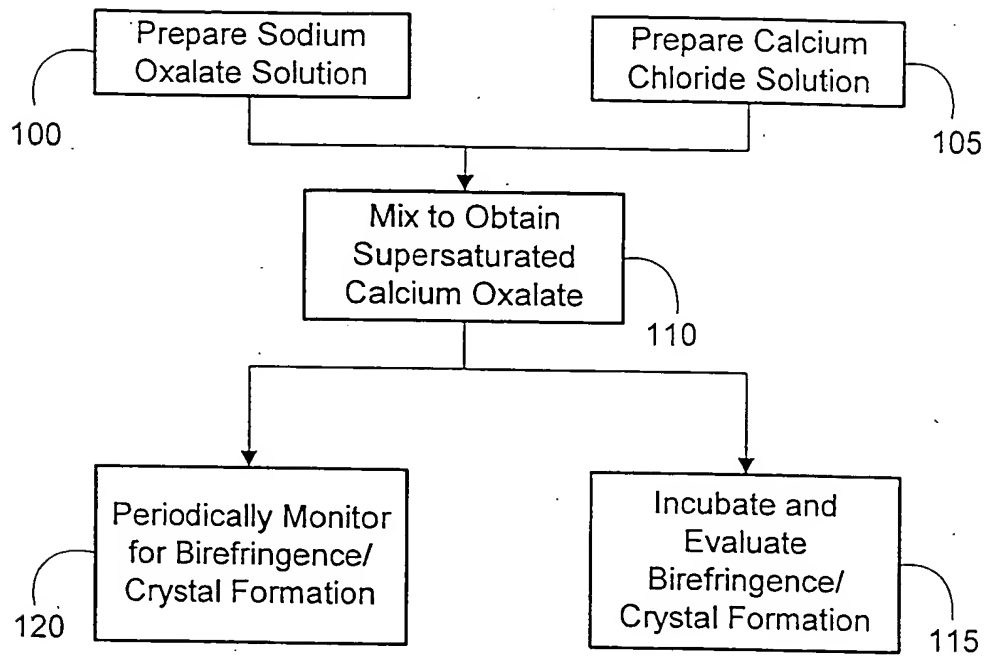 Prepare Sodium
Oxalate Solution
100
Prepare Calcium
Chloride Solution
105
Mix to Obtain
Supersaturated
Calcium Oxalate
110
Periodically Monitor
for Birefringence/
Crystal Formation
120
Incubate and
Evaluate
Birefringence/
Crystal Formation
115